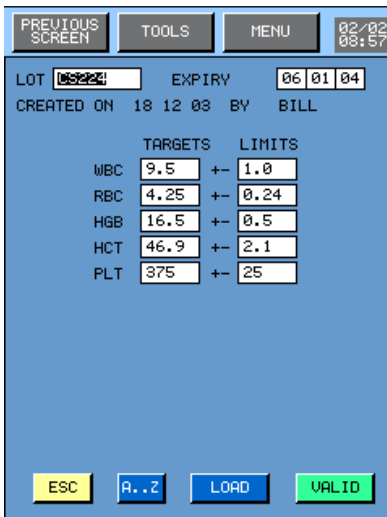 PREVIOUS SCREEN TOOLS MENU 02/02 08:57
LOT CS224 EXPIRY 06 01 04
CREATED ON 18 12 03 BY BILL
TARGETS LIMITS
WBC 9.5 +- 1.0
RBC 4.25 +- 0.24
HGB 16.5 +- 0.5
HCT 46.9 +- 2.1
PLT 375 +- 25
ESC A..Z LOAD VALID